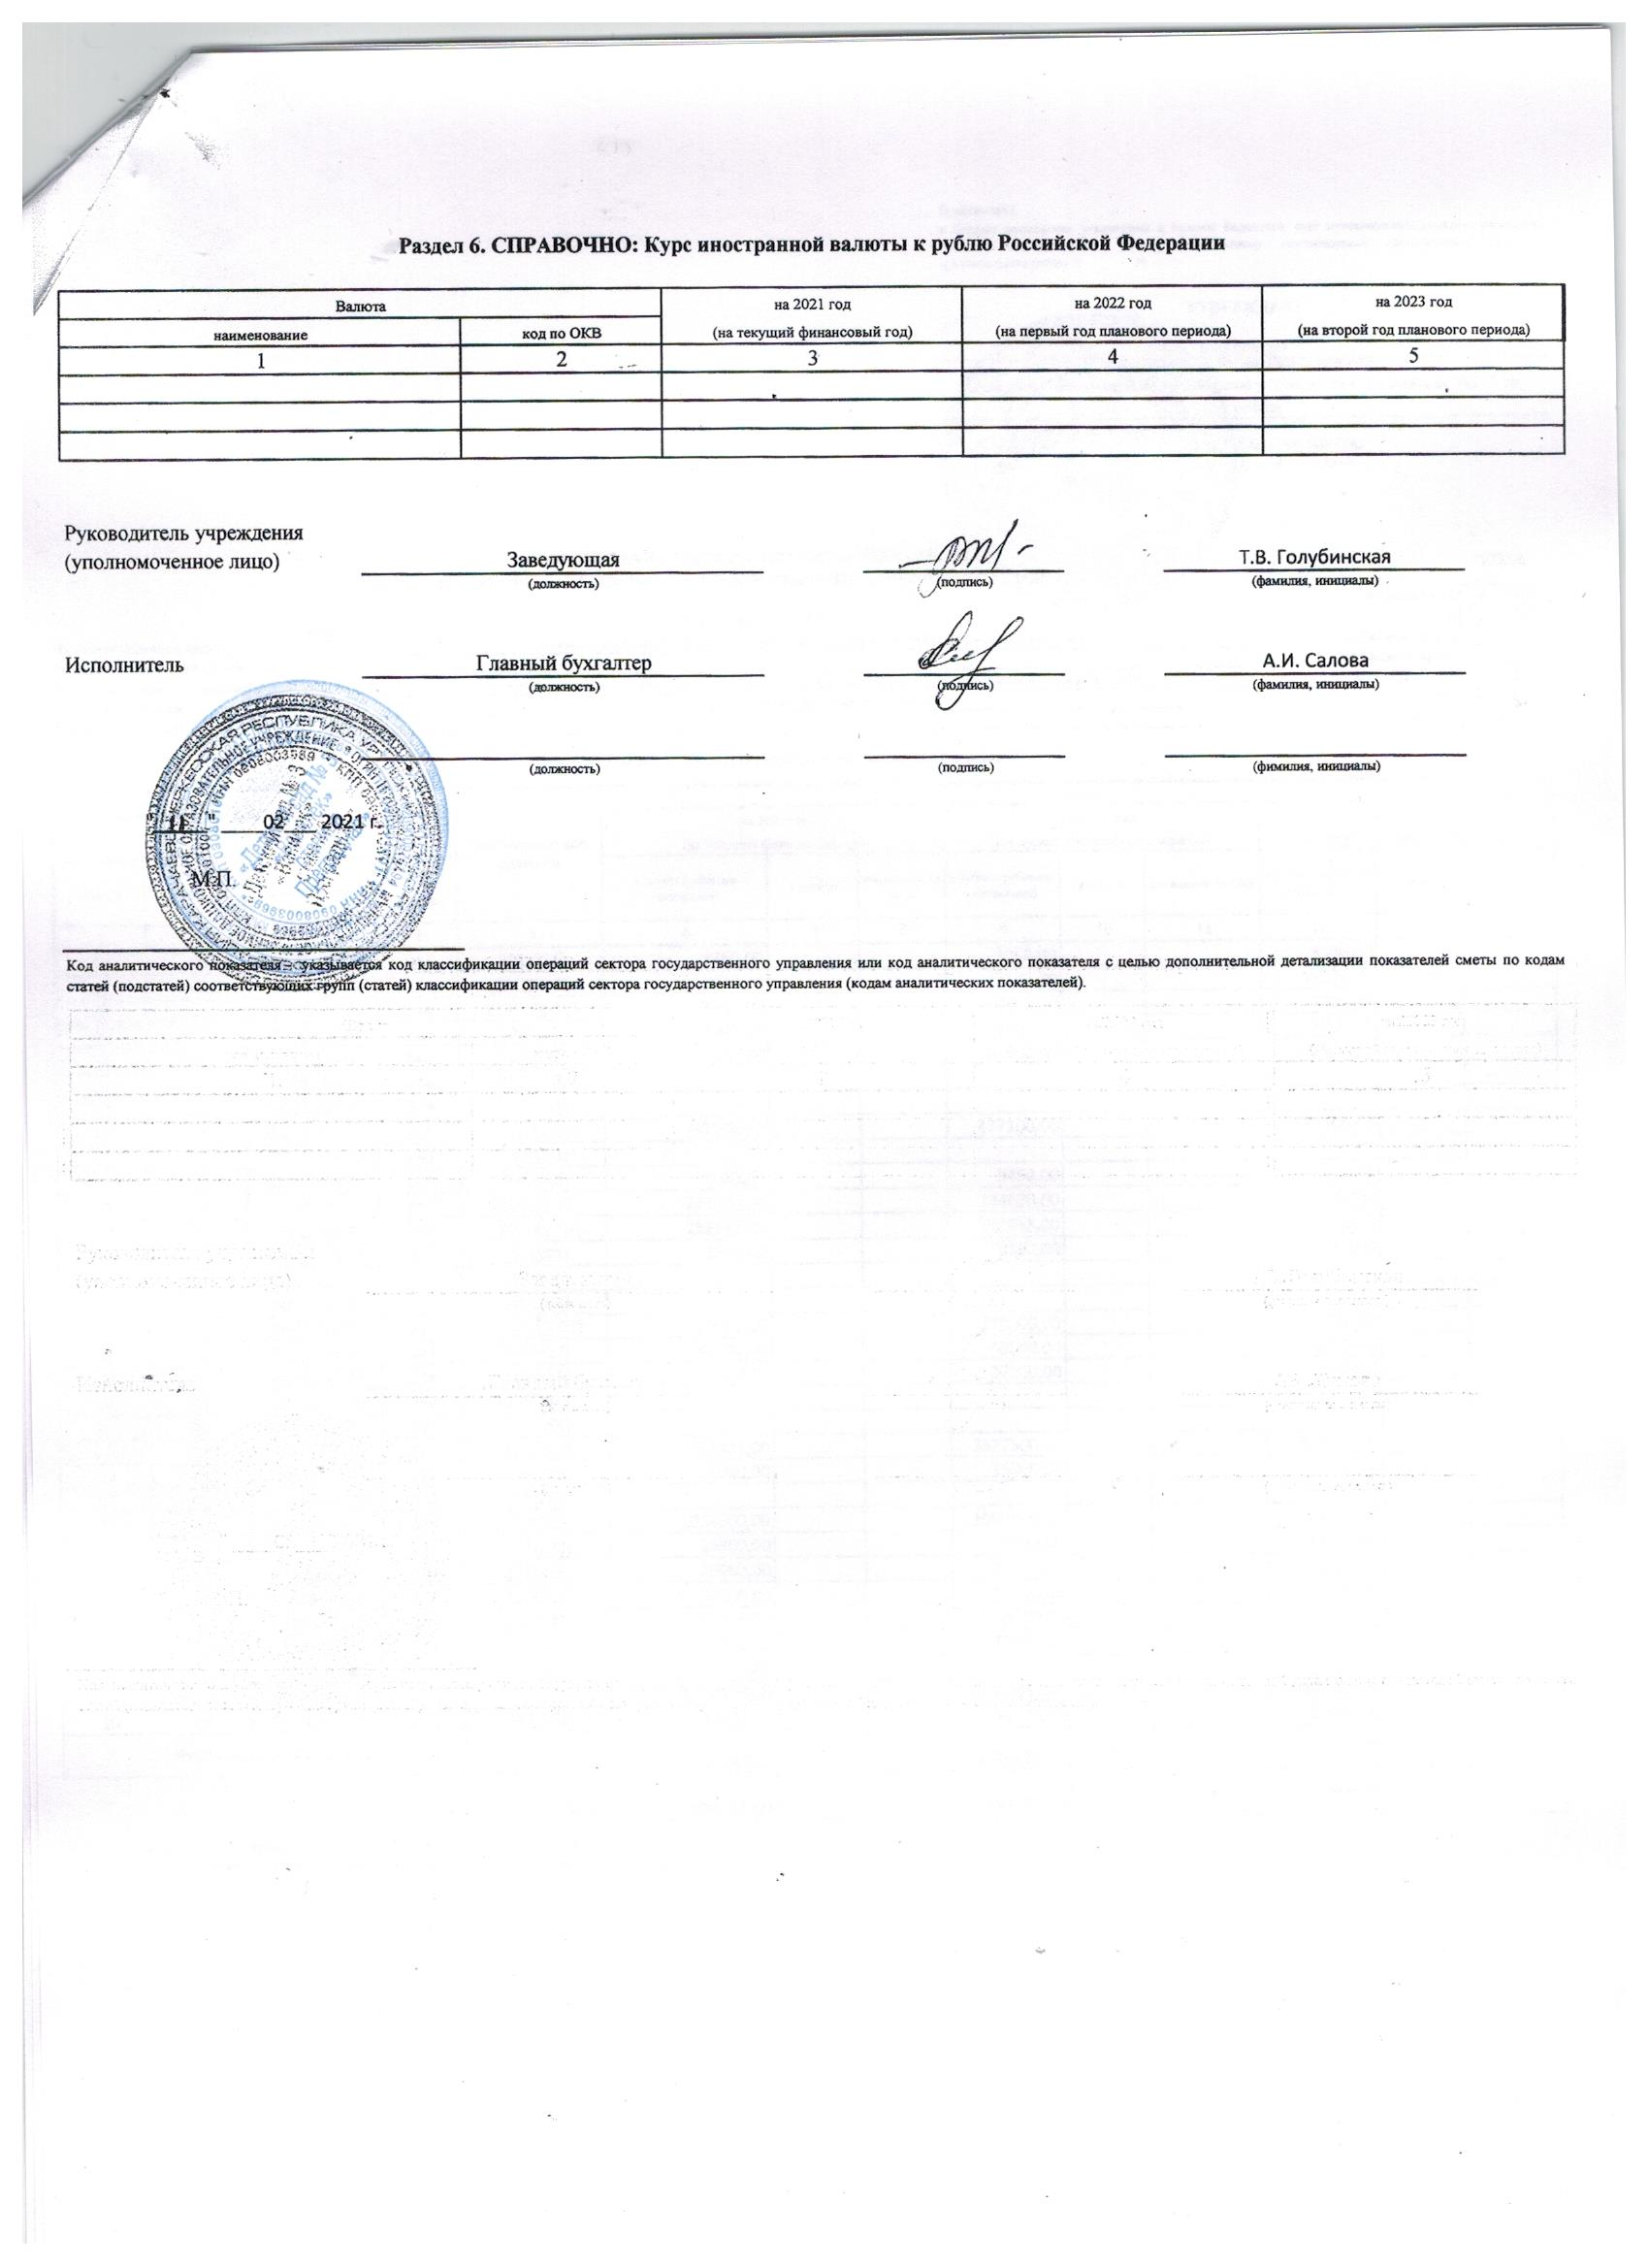 Раздел 6. СПРАВОЧНО: Курс иностранной валюты к рублю Российской Федерации
Валюта
на 2021 год
на 2022 год
на 2023 год
наименование
код по ОКВ
(на текущий финансовый год)
(на первый год планового периода)
(на второй год планового периода)
1 2 3 4 5
Руководитель учреждения
(уполномоченное лицо) Заведующая Т.В. Голубинская
(должность) (подпись) (фамилия, инициалы)
Исполнитель Главный бухгалтер А.И. Салова
(должность) (подпись) (фамилия, инициалы)
(должность) (подпись) (фимилия, инициалы)
11 " 02 2021 г.
М.П.
Код аналитического показателя – указывается код классификации операций сектора государственного управления или код аналитического показателя с целью дополнительной детализации показателей сметы по кодам
статей (подстатей) соответствующих групп (статей) классификации операций сектора государственного управления (кодам аналитических показателей).